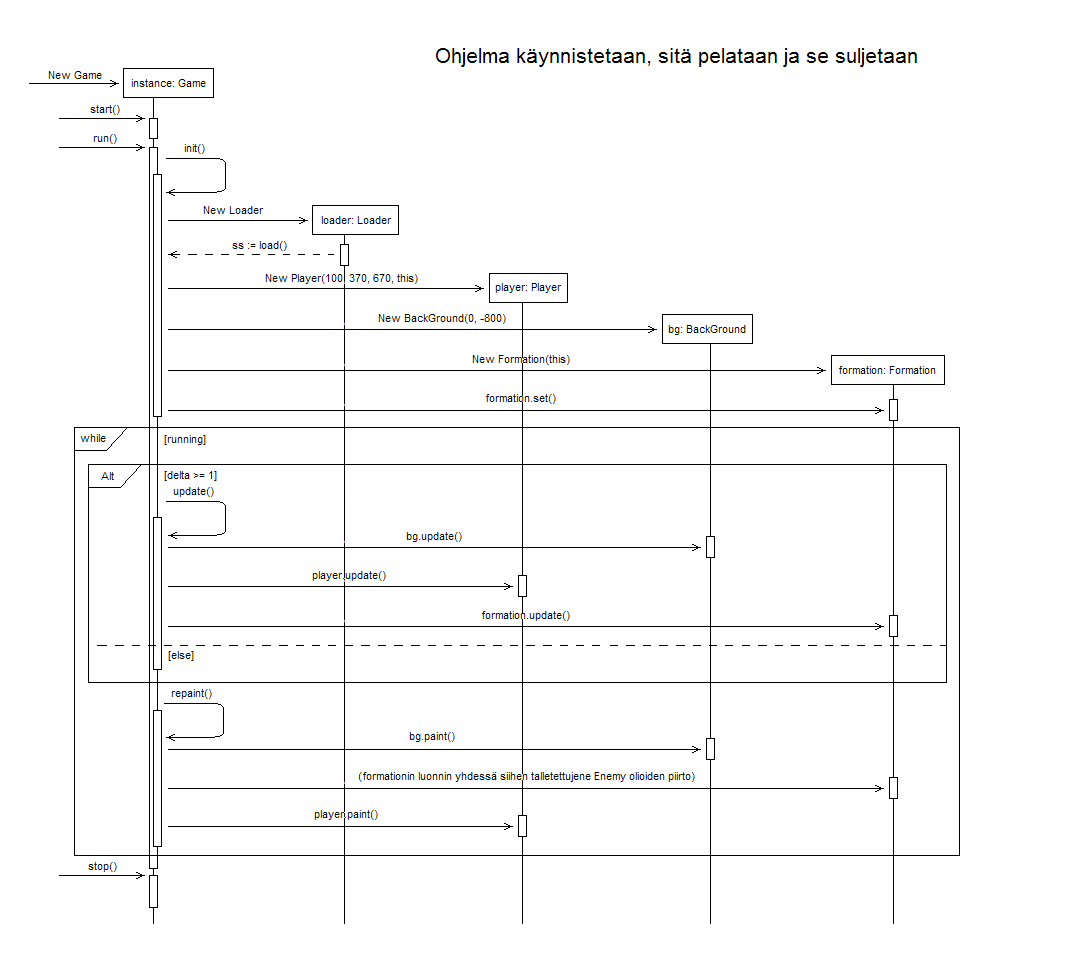 Ohjelma käynnistetaan, sitä pelataan ja se suljetaan
New Game
instance: Game
start()
run()
init()
New Loader
loader: Loader
ss := load()
New Player(100, 370, 670, this)
player: Player
New BackGround(0, -800)
bg: BackGround
New Formation(this)
formation: Formation
formation.set()
while
[running]
Alt
[delta >= 1]
update()
bg.update()
player.update()
formation.update()
[else]
repaint()
bg.paint()
(formationin luonnin yhdessä siihen talletettujene Enemy olioiden piirto)
player.paint()
stop()